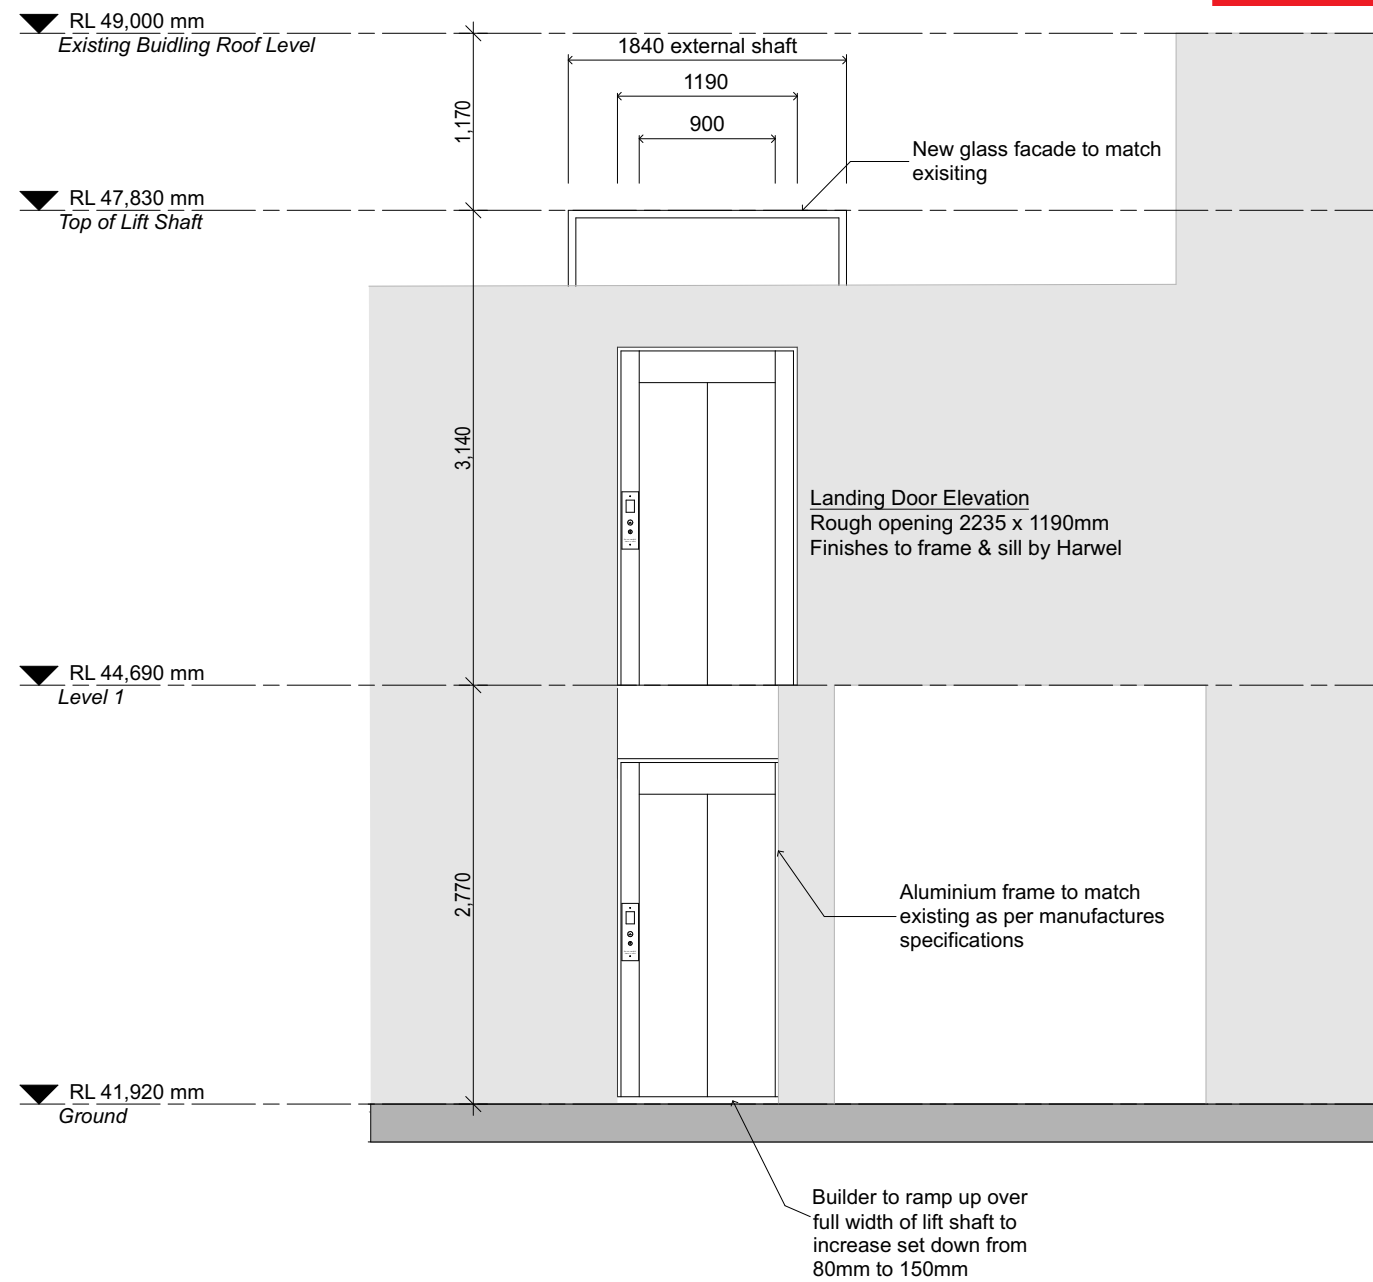 RL 49,000 mm
Existing Buidling Roof Level
1840 external shaft
1190
900
1,170
New glass facade to match
exisiting
RL 47,830 mm
Top of Lift Shaft
3,140
Landing Door Elevation
Rough opening 2235 x 1190mm
Finishes to frame & sill by Harwel
RL 44,690 mm
Level 1
2,770
Aluminium frame to match
existing as per manufactures
specifications
RL 41,920 mm
Ground
Builder to ramp up over
full width of lift shaft to
increase set down from
80mm to 150mm